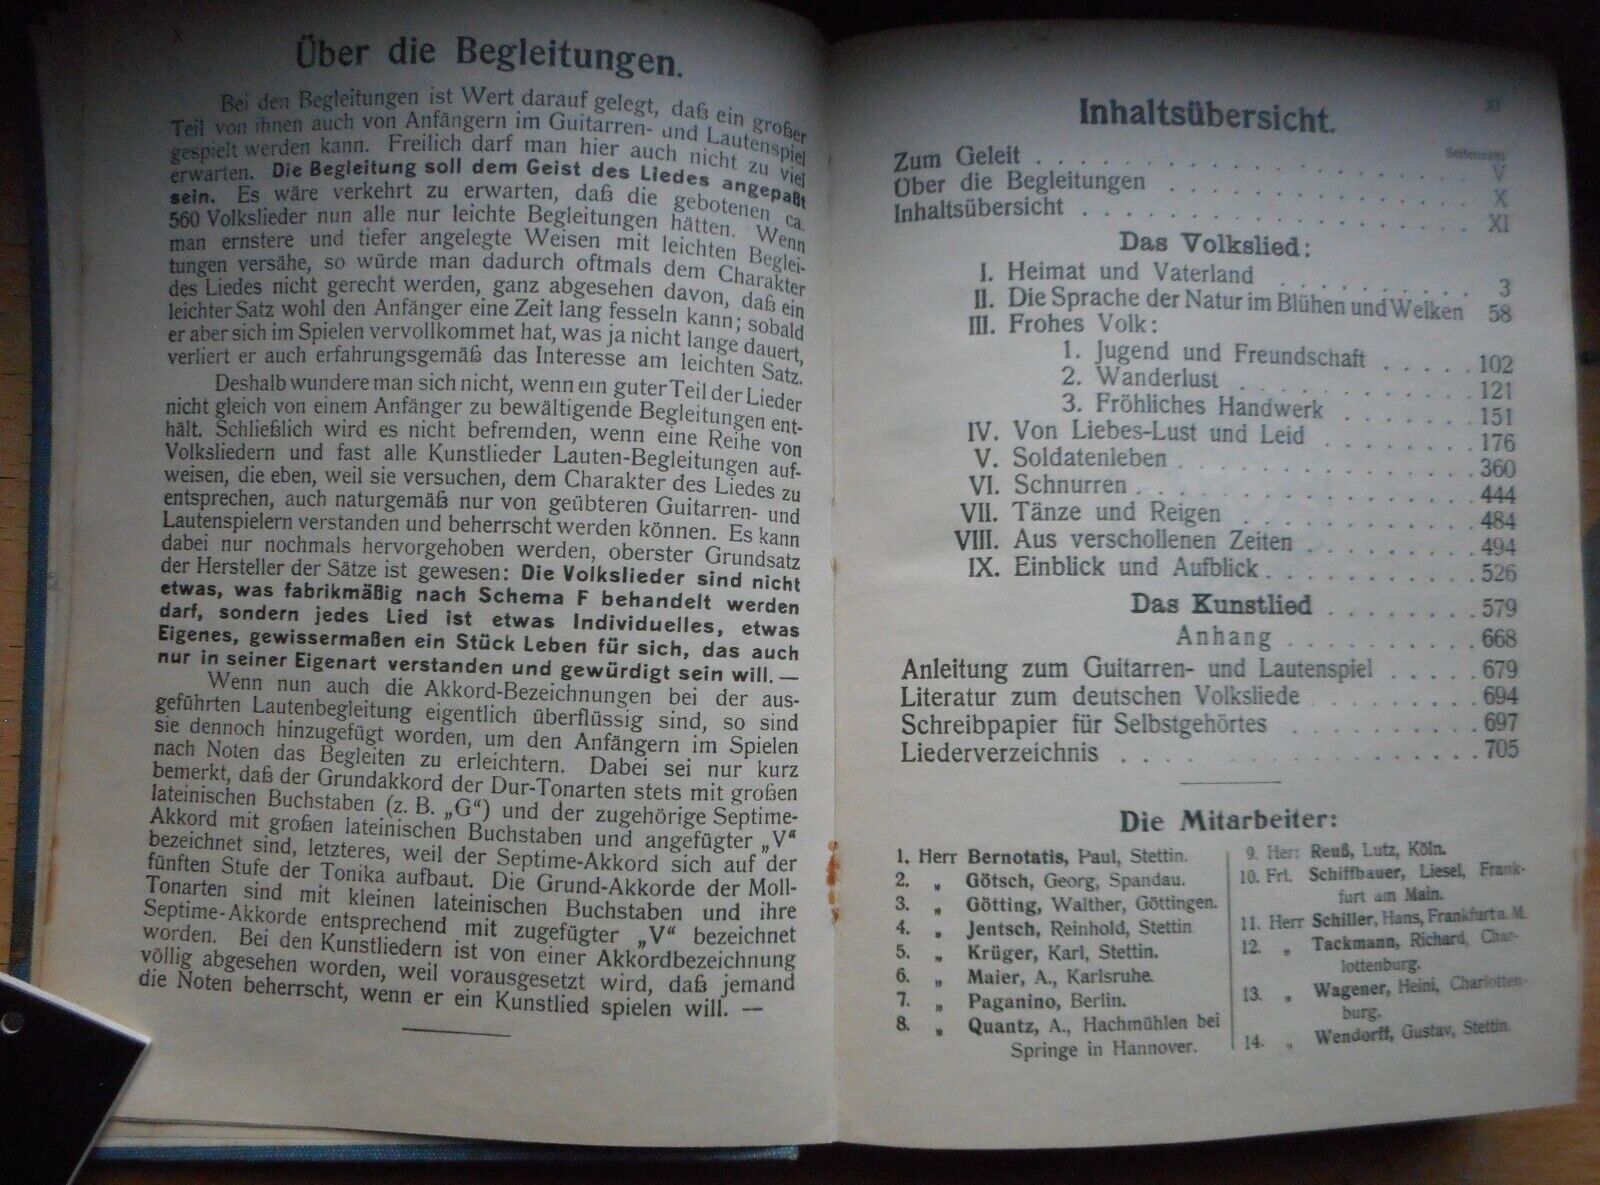 X
Über die Begleitungen.
Bei den Begleitungen ist Wert darauf gelegt, daß ein großer
Teil von ihnen auch von Anfängern im Guitarren- und Lautenspiel
gespielt werden kann. Freilich darf man hier auch nicht zu viel
erwarten. Die Begleitung soll dem Geist des Liedes angepaßt
sein. Es wäre verkehrt zu erwarten, daß die gebotenen ca.
560 Volkslieder nun alle nur leichte Begleitungen hätten. Wenn
man ernstere und tiefer angelegte Weisen mit leichten Beglei-
tungen versähe, so würde man dadurch oftmals dem Charakter
des Liedes nicht gerecht werden, ganz abgesehen davon, daß ein
leichter Satz wohl den Anfänger eine Zeit lang fesseln kann; sobald
er aber sich im Spielen vervollkommet hat, was ja nicht lange dauert,
verliert er auch erfahrungsgemäß das Interesse am leichten Satz.
Deshalb wundere man sich nicht, wenn ein guter Teil der Lieder
nicht gleich von einem Anfänger zu bewältigende Begleitungen ent-
hält. Schließlich wird es nicht befremden, wenn eine Reihe von
Volksliedern und fast alle Kunstlieder Lauten-Begleitungen auf-
weisen, die eben, weil sie versuchen, dem Charakter des Liedes zu
entsprechen, auch naturgemäß nur von geübteren Guitarren- und
Lautenspielern verstanden und beherrscht werden können. Es kann
dabei nur nochmals hervorgehoben werden, oberster Grundsatz
der Hersteller der Sätze ist gewesen: Die Volkslieder sind nicht
etwas, was fabrikmäßig nach Schema F behandelt werden
darf, sondern jedes Lied ist etwas Individuelles, etwas
Eigenes, gewissermaßen ein Stück Leben für sich, das auch
nur in seiner Eigenart verstanden und gewürdigt sein will. —
Wenn nun auch die Akkord-Bezeichnungen bei der aus-
geführten Lautenbegleitung eigentlich überflüssig sind, so sind
sie dennoch hinzugefügt worden, um den Anfängern im Spielen
nach Noten das Begleiten zu erleichtern. Dabei sei nur kurz
bemerkt, daß der Grundakkord der Dur-Tonarten stets mit großen
lateinischen Buchstaben (z. B. „G“) und der zugehörige Septime-
Akkord mit großen lateinischen Buchstaben und angefügter „V“
bezeichnet sind, letzteres, weil der Septime-Akkord sich auf der
fünften Stufe der Tonika aufbaut. Die Grund-Akkorde der Moll-
Tonarten sind mit kleinen lateinischen Buchstaben und ihre
Septime-Akkorde entsprechend mit zugefügter „V“ bezeichnet
worden. Bei den Kunstliedern ist von einer Akkordbezeichnung
völlig abgesehen worden, weil vorausgesetzt wird, daß jemand
die Noten beherrscht, wenn er ein Kunstlied spielen will. —
XI
Inhaltsübersicht.
Seitenzahl
Zum Geleit . . . V
Über die Begleitungen . . . X
Inhaltsübersicht . . . XI
Das Volkslied:
I. Heimat und Vaterland . . . 3
II. Die Sprache der Natur im Blühen und Welken 58
III. Frohes Volk:
1. Jugend und Freundschaft . . . 102
2. Wanderlust . . . 121
3. Fröhliches Handwerk . . . 151
IV. Von Liebes-Lust und Leid . . . 176
V. Soldatenleben . . . 360
VI. Schnurren . . . 444
VII. Tänze und Reigen . . . 484
VIII. Aus verschollenen Zeiten . . . 494
IX. Einblick und Aufblick . . . 526
Das Kunstlied . . . 579
Anhang . . . 668
Anleitung zum Guitarren- und Lautenspiel . . . 679
Literatur zum deutschen Volksliede . . . 694
Schreibpapier für Selbstgehörtes . . . 697
Liederverzeichnis . . . 705
Die Mitarbeiter:
1. Herr Bernotatis, Paul, Stettin.
2. „ Götsch, Georg, Spandau.
3. „ Götting, Walther, Göttingen.
4. „ Jentsch, Reinhold, Stettin
5. „ Krüger, Karl, Stettin.
6. „ Maier, A., Karlsruhe.
7. „ Paganino, Berlin.
8. „ Quantz, A., Hachmühlen bei
Springe in Hannover.
9. Herr Reuß, Lutz, Köln.
10. Frl. Schiffbauer, Liesel, Frank-
furt am Main.
11. Herr Schiller, Hans, Frankfurt a. M.
12. „ Tackmann, Richard, Char-
lottenburg.
13. „ Wagener, Heini, Charlotten-
burg.
14. „ Wendorff, Gustav, Stettin.